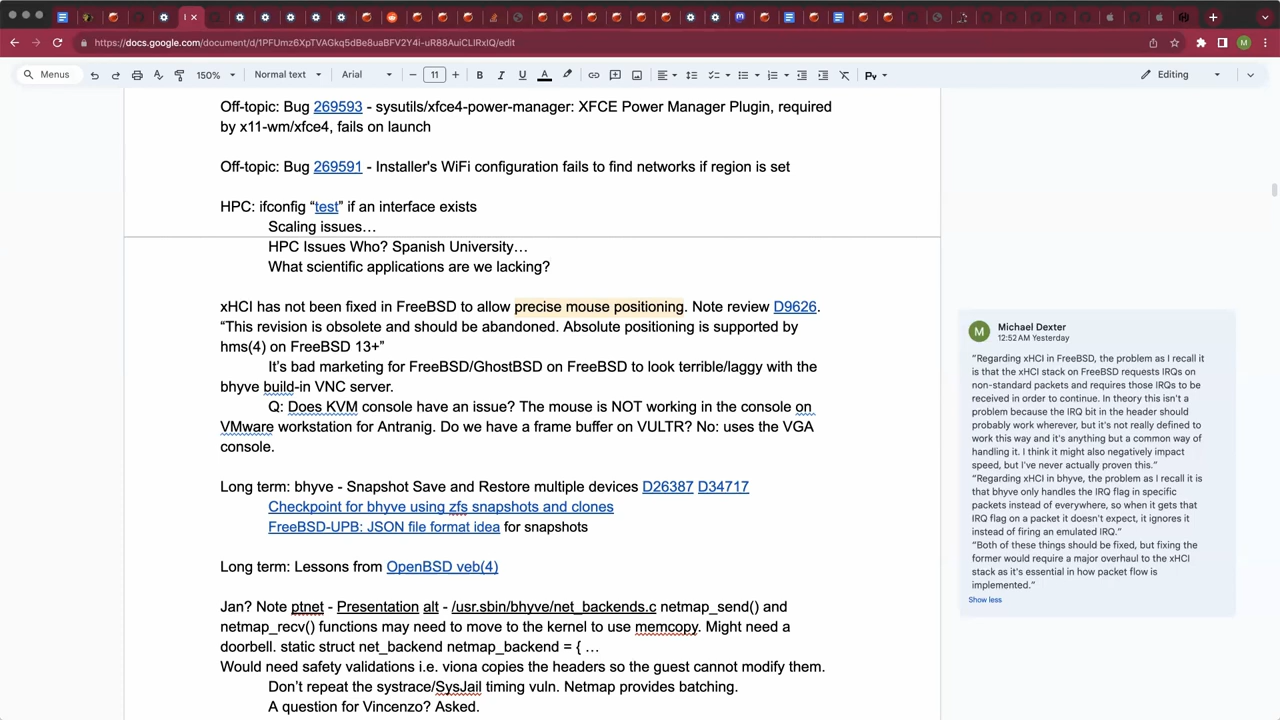 https://docs.google.com/document/d/1PFUmz6XpTVAGkq5dBe8uaBFV2Y4i-uR88AuiCLIRxIQ/edit
M
Menus
150%
Normal text
Arial
11
Editing
Off-topic: Bug 269593 - sysutils/xfce4-power-manager: XFCE Power Manager Plugin, required
by x11-wm/xfce4, fails on launch
Off-topic: Bug 269591 - Installer's WiFi configuration fails to find networks if region is set
HPC: ifconfig “test” if an interface exists
Scaling issues…
HPC Issues Who? Spanish University…
What scientific applications are we lacking?
xHCI has not been fixed in FreeBSD to allow precise mouse positioning. Note review D9626.
“This revision is obsolete and should be abandoned. Absolute positioning is supported by
hms(4) on FreeBSD 13+”
It’s bad marketing for FreeBSD/GhostBSD on FreeBSD to look terrible/laggy with the
bhyve build-in VNC server.
Q: Does KVM console have an issue? The mouse is NOT working in the console on
VMware workstation for Antranig. Do we have a frame buffer on VULTR? No: uses the VGA
console.
Long term: bhyve - Snapshot Save and Restore multiple devices D26387 D34717
Checkpoint for bhyve using zfs snapshots and clones
FreeBSD-UPB: JSON file format idea for snapshots
Long term: Lessons from OpenBSD veb(4)
Jan? Note ptnet - Presentation alt - /usr.sbin/bhyve/net_backends.c netmap_send() and
netmap_recv() functions may need to move to the kernel to use memcopy. Might need a
doorbell. static struct net_backend netmap_backend = { …
Would need safety validations i.e. viona copies the headers so the guest cannot modify them.
Don’t repeat the systrace/SysJail timing vuln. Netmap provides batching.
A question for Vincenzo? Asked.
M
Michael Dexter
12:52 AM Yesterday
“Regarding xHCI in FreeBSD, the problem as I recall it
is that the xHCI stack on FreeBSD requests IRQs on
non-standard packets and requires those IRQs to be
received in order to continue. In theory this isn't a
problem because the IRQ bit in the header should
probably work wherever, but it's not really defined to
work this way and it's anything but a common way of
handling it. I think it might also negatively impact
speed, but I've never actually proven this.”
“Regarding xHCI in bhyve, the problem as I recall it is
that bhyve only handles the IRQ flag in specific
packets instead of everywhere, so when it gets that
IRQ flag on a packet it doesn't expect, it ignores it
instead of firing an emulated IRQ.”
“Both of these things should be fixed, but fixing the
former would require a major overhaul to the xHCI
stack as it's essential in how packet flow is
implemented.”
Show less